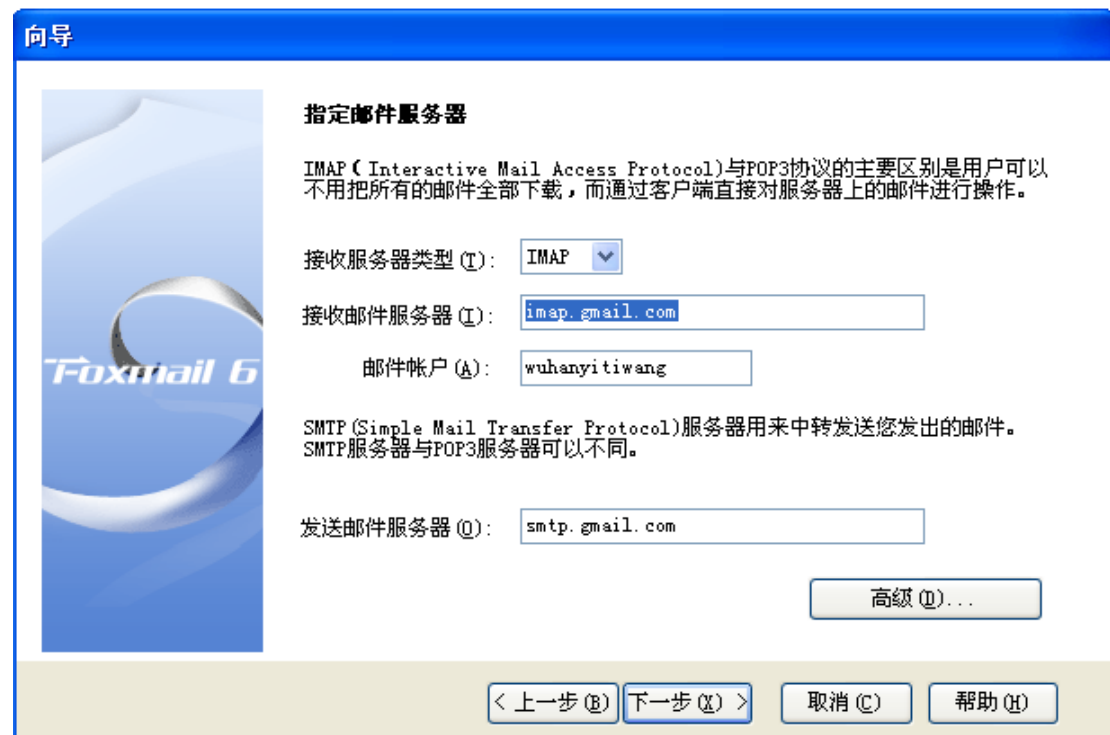 向导
指定邮件服务器
IMAP( Interactive Mail Access Protocol)与POP3协议的主要区别是用户可以
不用把所有的邮件全部下载，而通过客户端直接对服务器上的邮件进行操作。
接收服务器类型(T): IMAP
接收邮件服务器(I): imap.gmail.com
邮件帐户(A): wuhanyitiwang
Foxmail 6
SMTP(Simple Mail Transfer Protocol)服务器用来中转发送您发出的邮件。
SMTP服务器与POP3服务器可以不同。
发送邮件服务器(O): smtp.gmail.com
高级(D)...
< 上一步(B) 下一步(X) > 取消(C) 帮助(H)